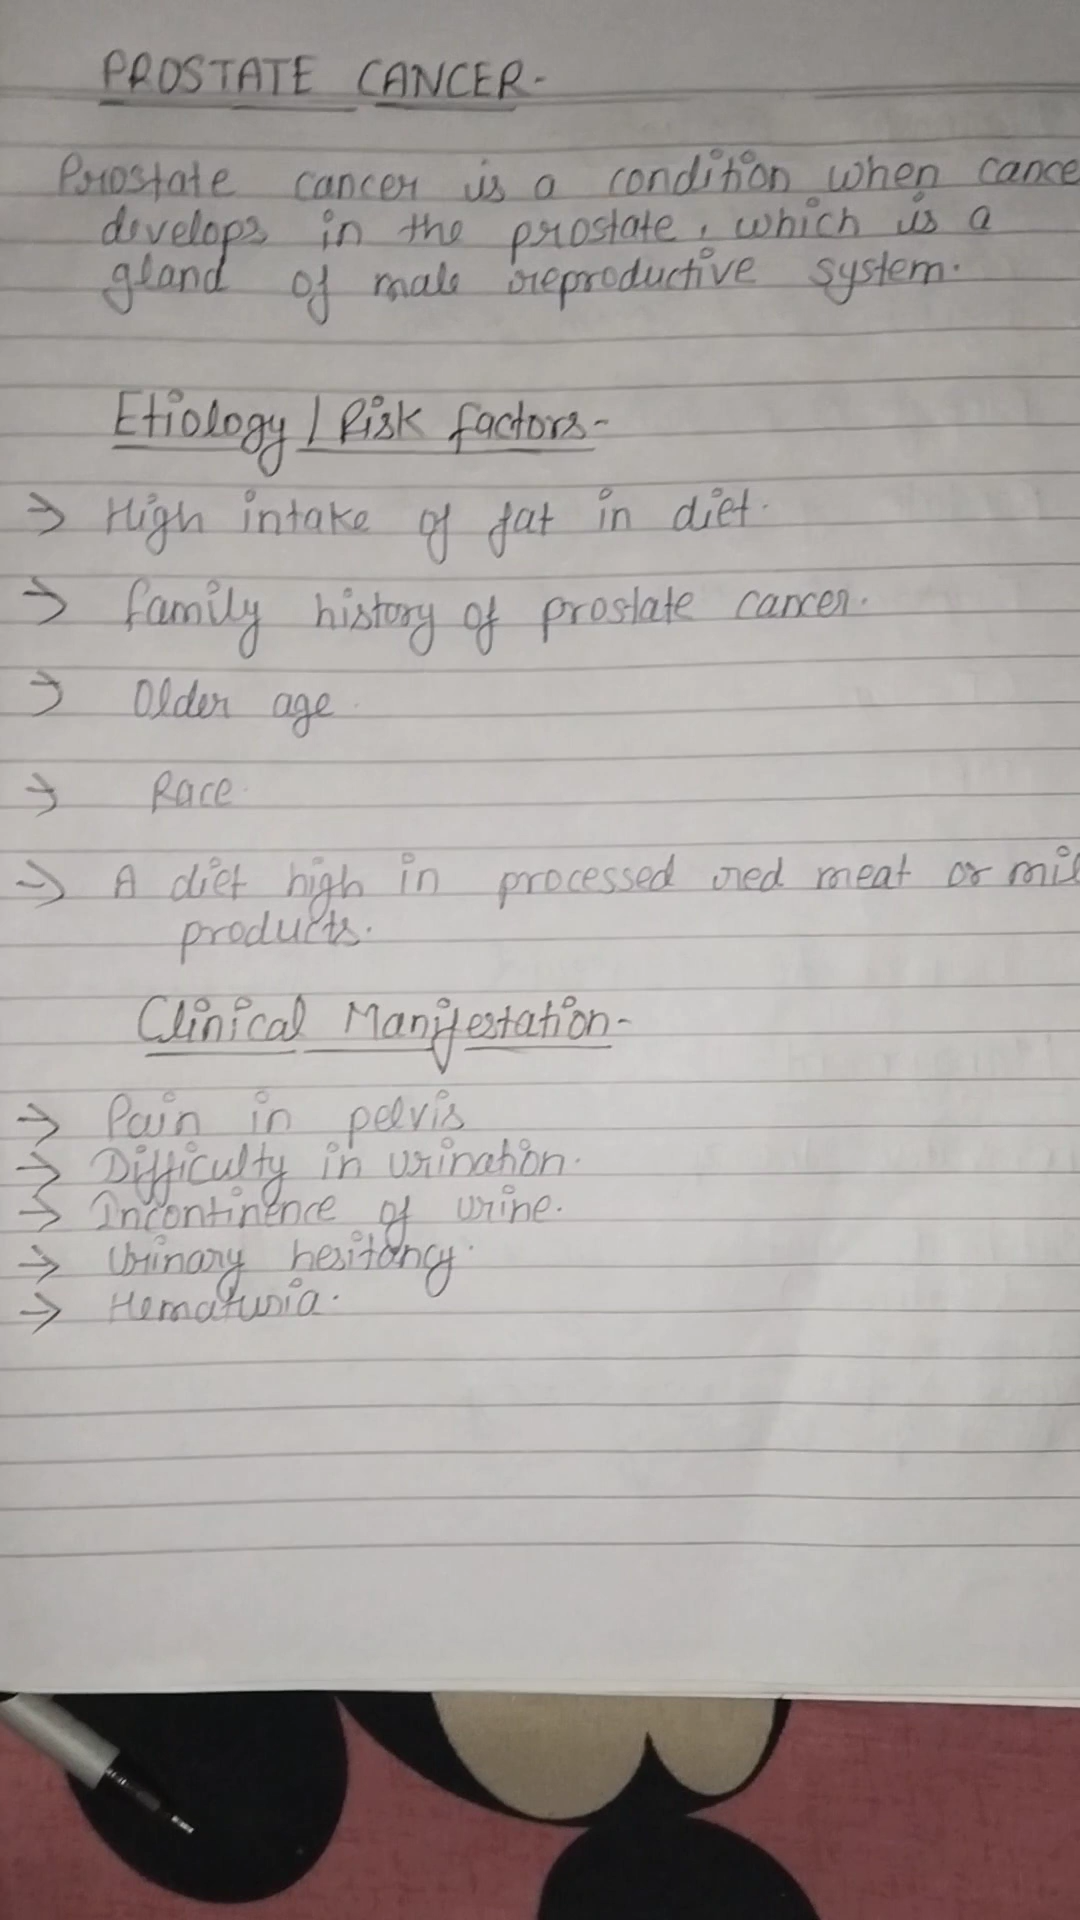 PROSTATE CANCER-
Prostate cancer is a condition when cance
develops in the prostate, which is a
gland of male reproductive system.
Etiology / Risk factors-
→ High intake of fat in diet.
→ family history of prostate cancer.
→ Older age.
→ Race.
→ A diet high in processed red meat or mil
products.
Clinical Manifestation-
→ Pain in pelvis
→ Difficulty in urination.
→ Incontinence of urine.
→ Urinary hesitancy.
→ Hematuria.